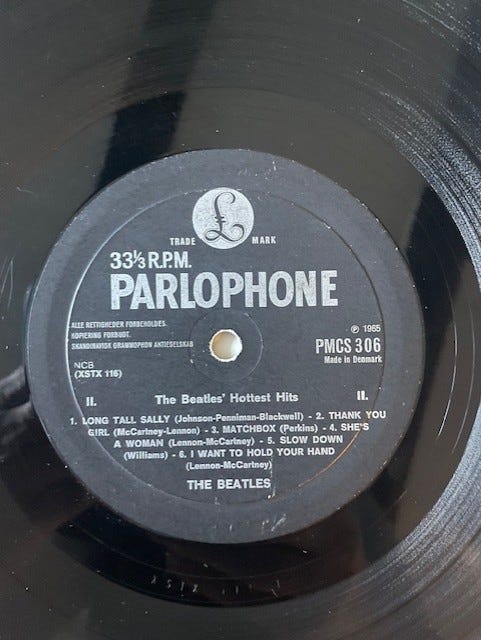 £
TRADE MARK
33⅓ R.P.M.
PARLOPHONE
ALLE RETTIGHEDER FORBEHOLDES.
KOPIERING FORBUDT.
SKANDINAVISK GRAMMOPHON AKTIESELSKAB
℗ 1965
PMCS 306
Made in Denmark
NCB
(XSTX 116)
II. The Beatles' Hottest Hits II.
1. LONG TALL SALLY (Johnson-Penniman-Blackwell) - 2. THANK YOU
GIRL (McCartney-Lennon) - 3. MATCHBOX (Perkins) - 4. SHE'S
A WOMAN (Lennon-McCartney) - 5. SLOW DOWN
(Williams) - 6. I WANT TO HOLD YOUR HAND
(Lennon-McCartney)
THE BEATLES
XSTX